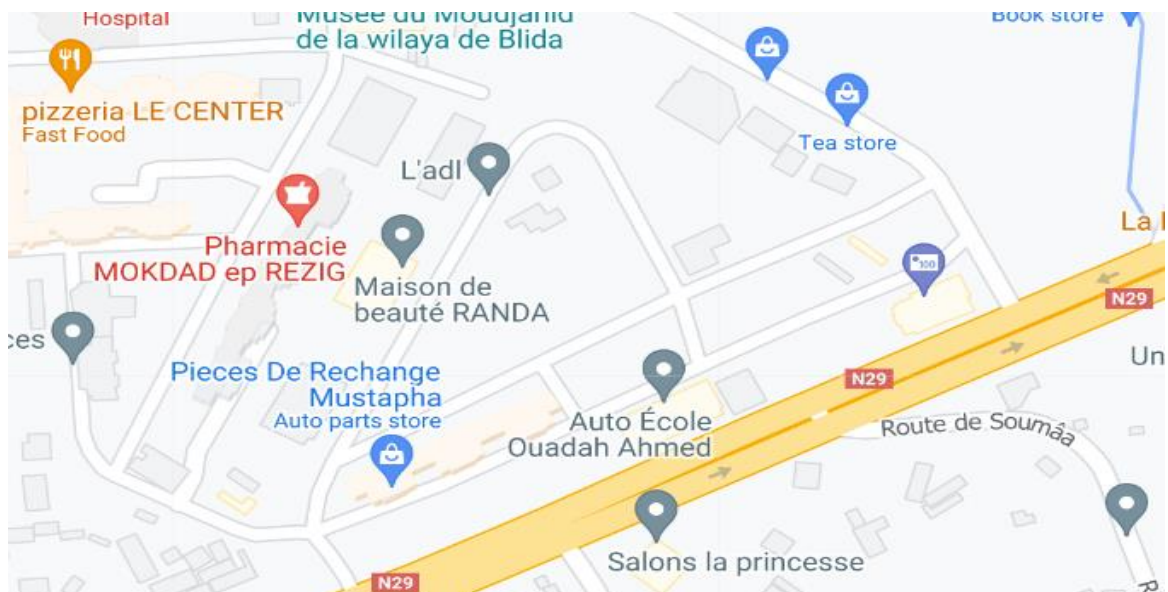 Hospital
Musée du Moudjahid
de la wilaya de Blida
Book store
pizzeria LE CENTER
Fast Food
Tea store
L'adl
Pharmacie
MOKDAD ep REZIG
La
Maison de
beauté RANDA
100
N29
ces
Un
Pieces De Rechange
Mustapha
Auto parts store
N29
Auto École
Ouadah Ahmed
Route de Soumâa
Salons la princesse
N29
R